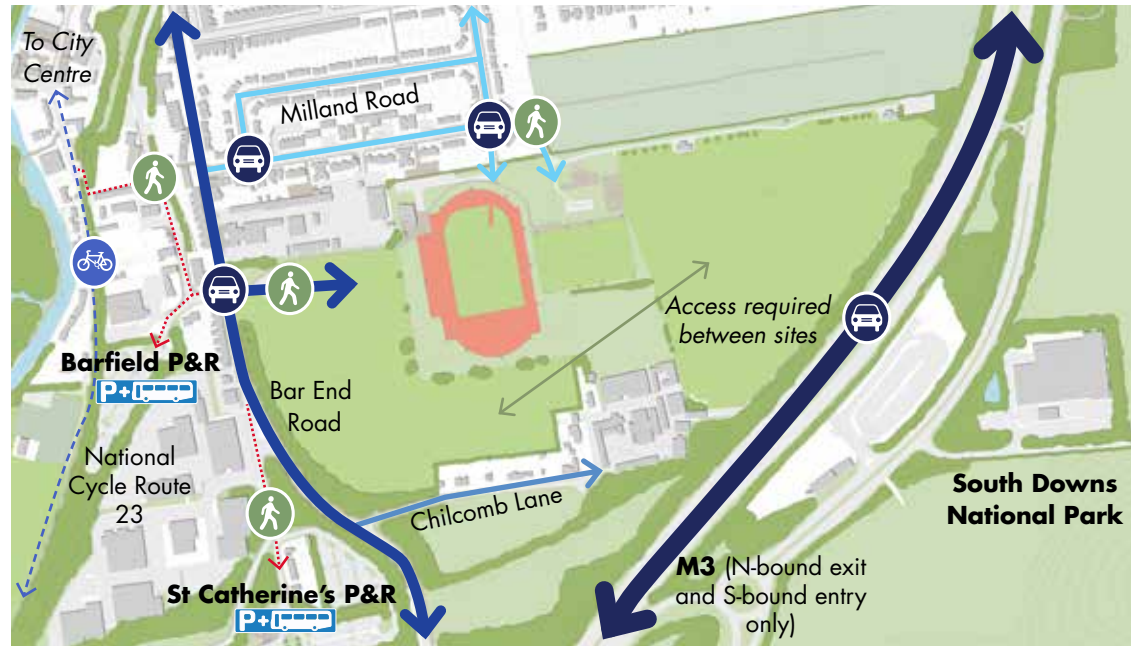 To City
Centre
Milland Road
Access required
between sites
Barfield P&R
P+
Bar End
Road
National
Cycle Route
23
Chilcomb Lane
South Downs
National Park
M3 (N-bound exit
and S-bound entry
only)
St Catherine's P&R
P+